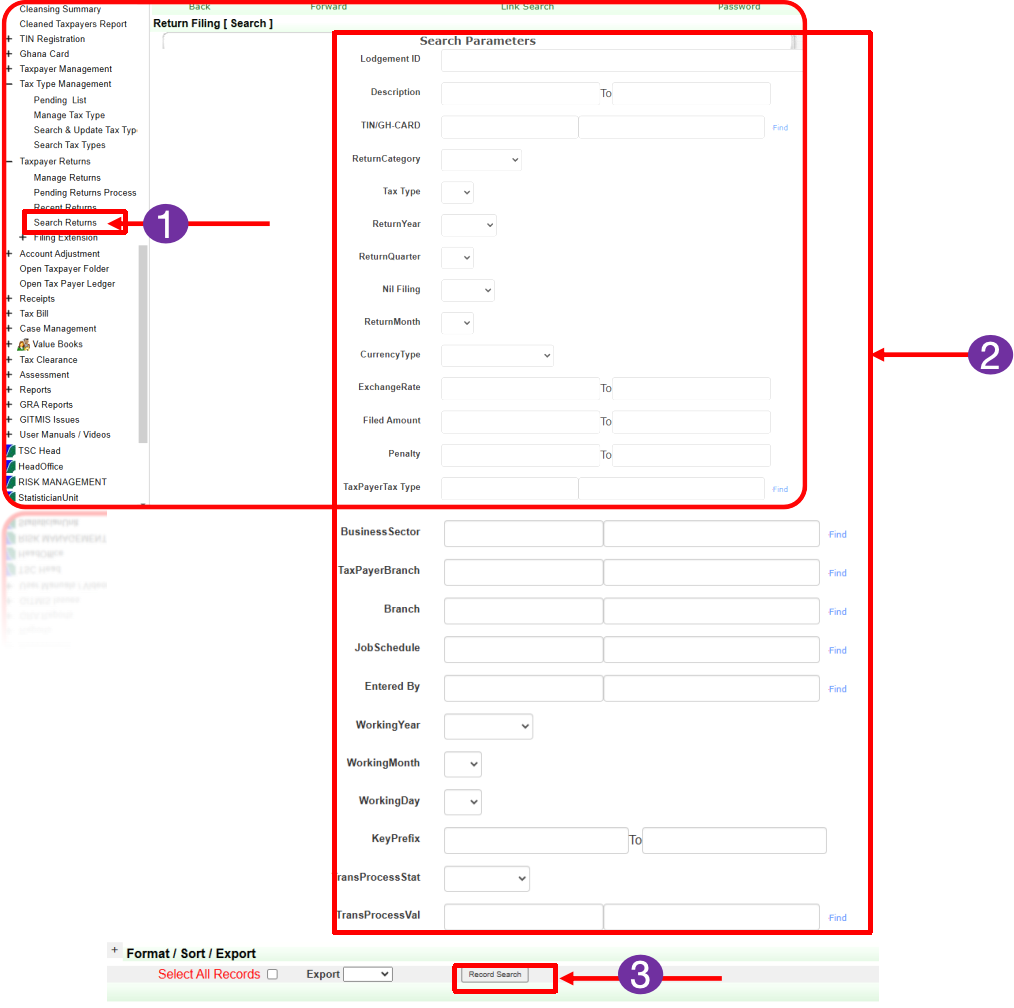 Back Forward Link Search Password
Cleansing Summary
Cleaned Taxpayers Report
TIN Registration
Ghana Card
Taxpayer Management
Tax Type Management
Pending List
Manage Tax Type
Search & Update Tax Typ
Search Tax Types
Taxpayer Returns
Manage Returns
Pending Returns Process
Recent Returns
Search Returns
Filing Extension
Account Adjustment
Open Taxpayer Folder
Open Tax Payer Ledger
Receipts
Tax Bill
Case Management
Value Books
Tax Clearance
Assessment
Reports
GRA Reports
GITMIS Issues
User Manuals / Videos
TSC Head
HeadOffice
RISK MANAGEMENT
StatisticianUnit
1
Return Filing [ Search ]
Search Parameters
Lodgement ID
Description To
TIN/GH-CARD Find
ReturnCategory
Tax Type
ReturnYear
ReturnQuarter
Nil Filing
ReturnMonth
CurrencyType
2
ExchangeRate To
Filed Amount To
Penalty To
TaxPayerTax Type Find
BusinessSector Find
TaxPayerBranch Find
Branch Find
JobSchedule Find
Entered By Find
WorkingYear
WorkingMonth
WorkingDay
KeyPrefix To
ransProcessStat
TransProcessVal Find
+ Format / Sort / Export
Select All Records Export Record Search 3